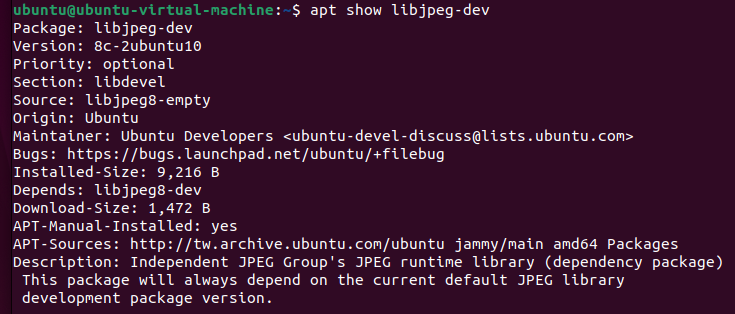 ubuntu@ubuntu-virtual-machine:~$ apt show libjpeg-dev
Package: libjpeg-dev
Version: 8c-2ubuntu10
Priority: optional
Section: libdevel
Source: libjpeg8-empty
Origin: Ubuntu
Maintainer: Ubuntu Developers <ubuntu-devel-discuss@lists.ubuntu.com>
Bugs: https://bugs.launchpad.net/ubuntu/+filebug
Installed-Size: 9,216 B
Depends: libjpeg8-dev
Download-Size: 1,472 B
APT-Manual-Installed: yes
APT-Sources: http://tw.archive.ubuntu.com/ubuntu jammy/main amd64 Packages
Description: Independent JPEG Group's JPEG runtime library (dependency package)
 This package will always depend on the current default JPEG library
 development package version.